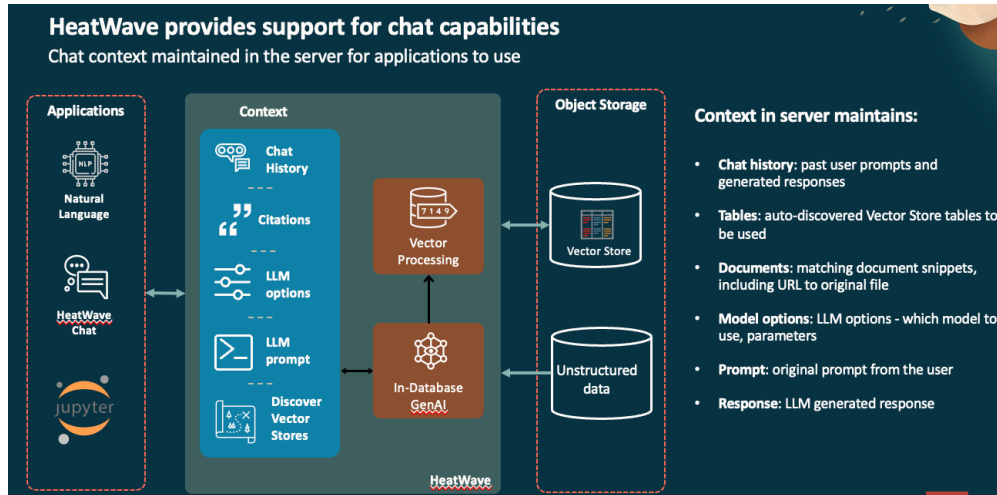 HeatWave provides support for chat capabilities
Chat context maintained in the server for applications to use
Applications
NLP
Natural
Language
HeatWave
Chat
jupyter
Context
Chat
History
Citations
LLM
options
LLM
prompt
Discover
Vector
Stores
7149
Vector
Processing
In-Database
GenAI
HeatWave
Object Storage
Vector Store
Unstructured
data
Context in server maintains:
• Chat history: past user prompts and
generated responses
• Tables: auto-discovered Vector Store tables to
be used
• Documents: matching document snippets,
including URL to original file
• Model options: LLM options - which model to
use, parameters
• Prompt: original prompt from the user
• Response: LLM generated response